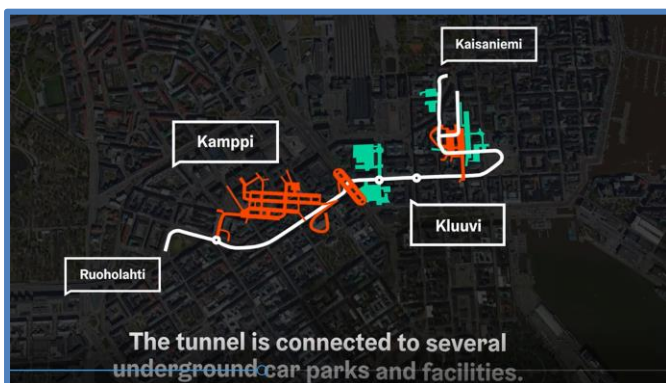 Kaisaniemi
Kamppi
Kluuvi
Ruoholahti
The tunnel is connected to several
underground car parks and facilities.